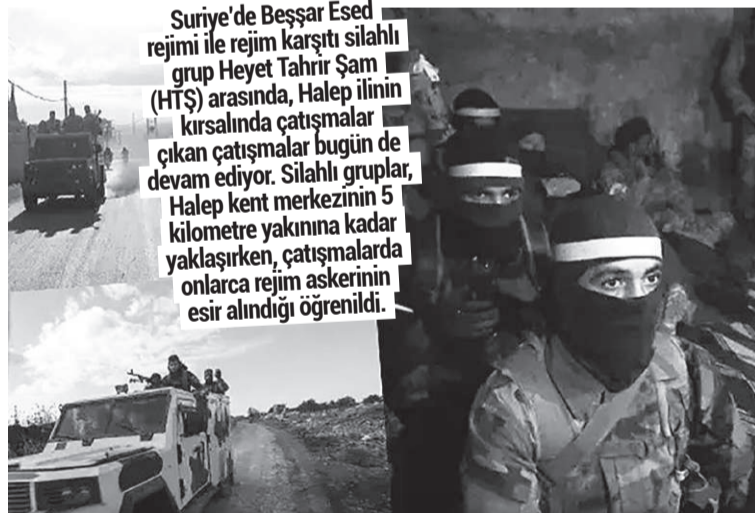 Suriye'de Beşşar Esed
rejimi ile rejim karşıtı silahlı
grup Heyet Tahrir Şam
(HTŞ) arasında, Halep ilinin
kırsalında çatışmalar
çıkan çatışmalar bugün de
devam ediyor. Silahlı gruplar,
Halep kent merkezinin 5
kilometre yakınına kadar
yaklaşırken, çatışmalarda
onlarca rejim askerinin
esir alındığı öğrenildi.